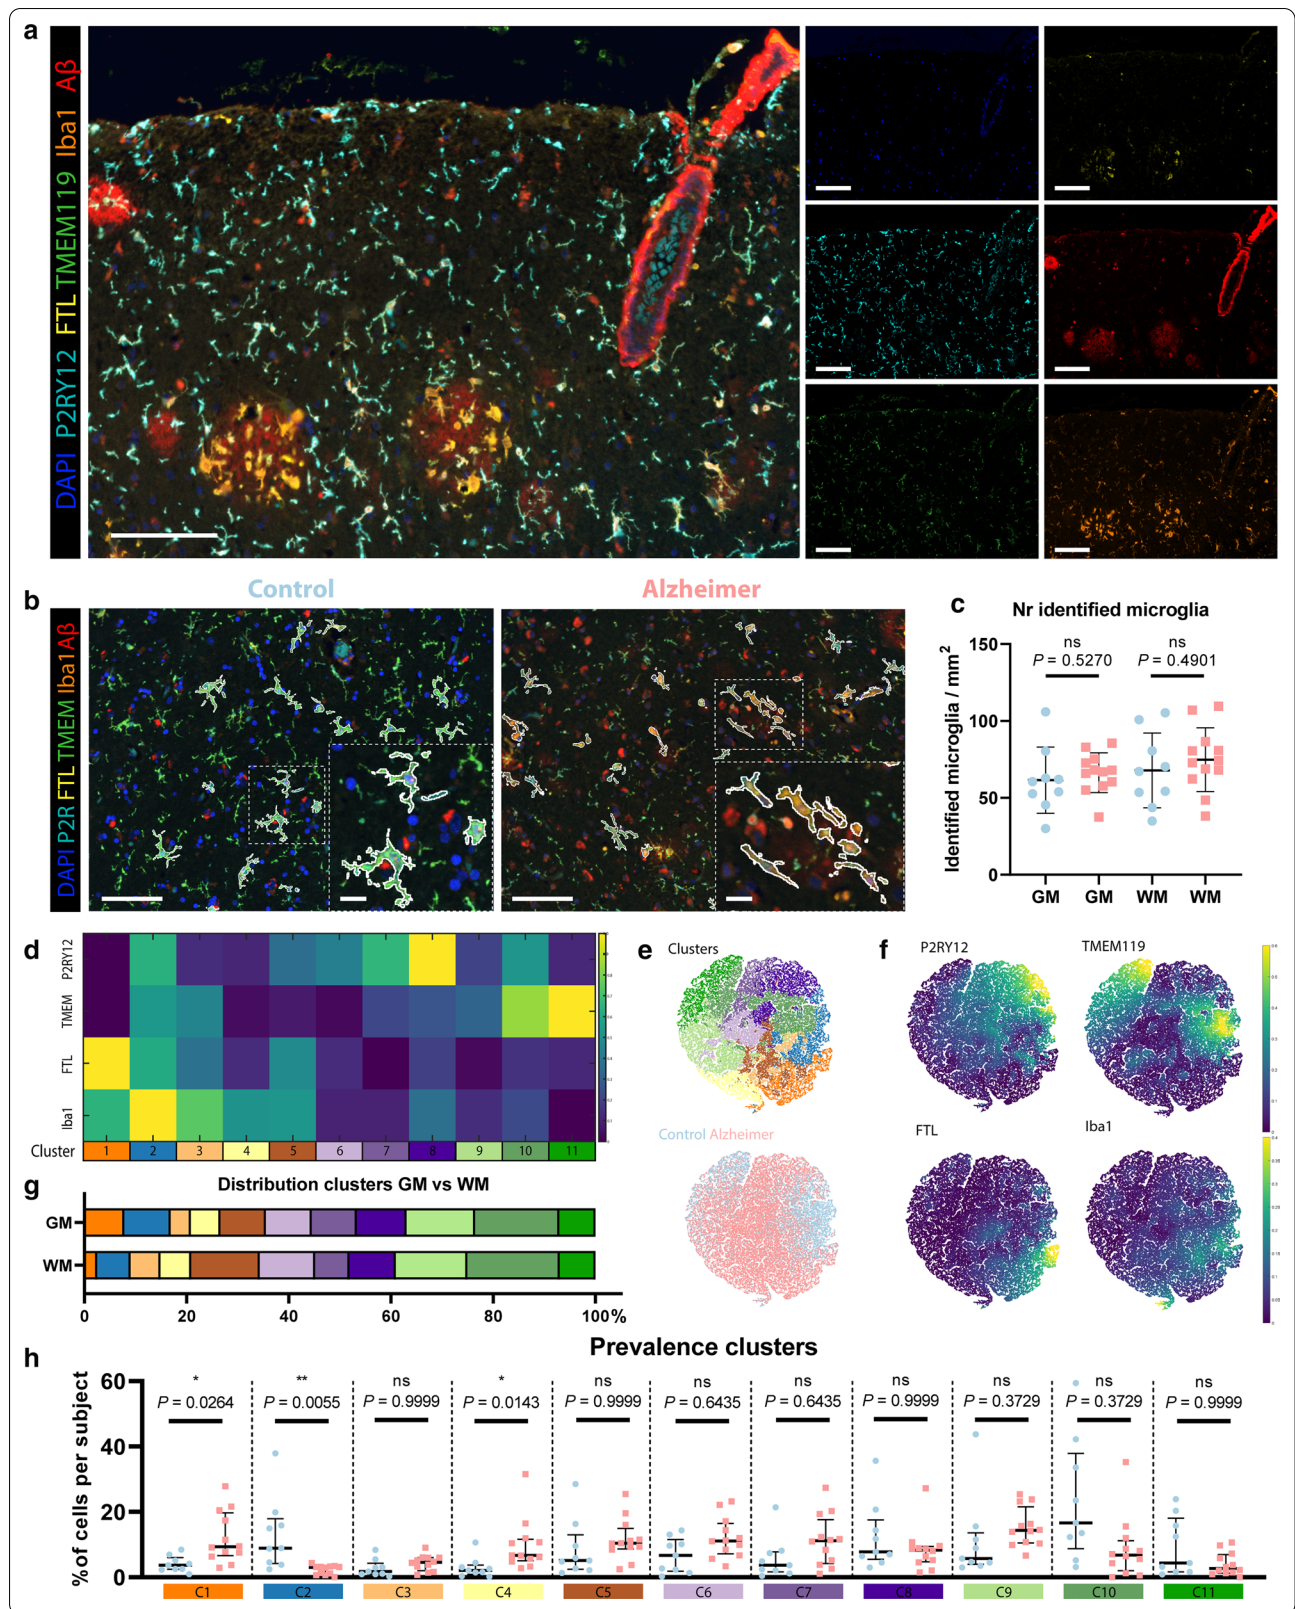 a
DAPI P2RY12 FTL TMEM119 Iba1 Aβ
b
Control
Alzheimer
DAPI P2R FTL TMEM Iba1 Aβ
c
Nr identified microglia
Identified microglia / mm²
150
100
50
0
ns
P = 0.5270
ns
P = 0.4901
GM GM WM WM
d
P2RY12
TMEM
FTL
Iba1
Cluster 1 2 3 4 5 6 7 8 9 10 11
e
Clusters
Control Alzheimer
f
P2RY12
TMEM119
FTL
Iba1
g
Distribution clusters GM vs WM
GM
WM
0 20 40 60 80 100%
h
Prevalence clusters
% of cells per subject
60
40
20
0
* ** ns * ns ns ns ns ns ns ns
P = 0.0264 P = 0.0055 P = 0.9999 P = 0.0143 P = 0.9999 P = 0.6435 P = 0.6435 P = 0.9999 P = 0.3729 P = 0.3729 P = 0.9999
C1 C2 C3 C4 C5 C6 C7 C8 C9 C10 C11